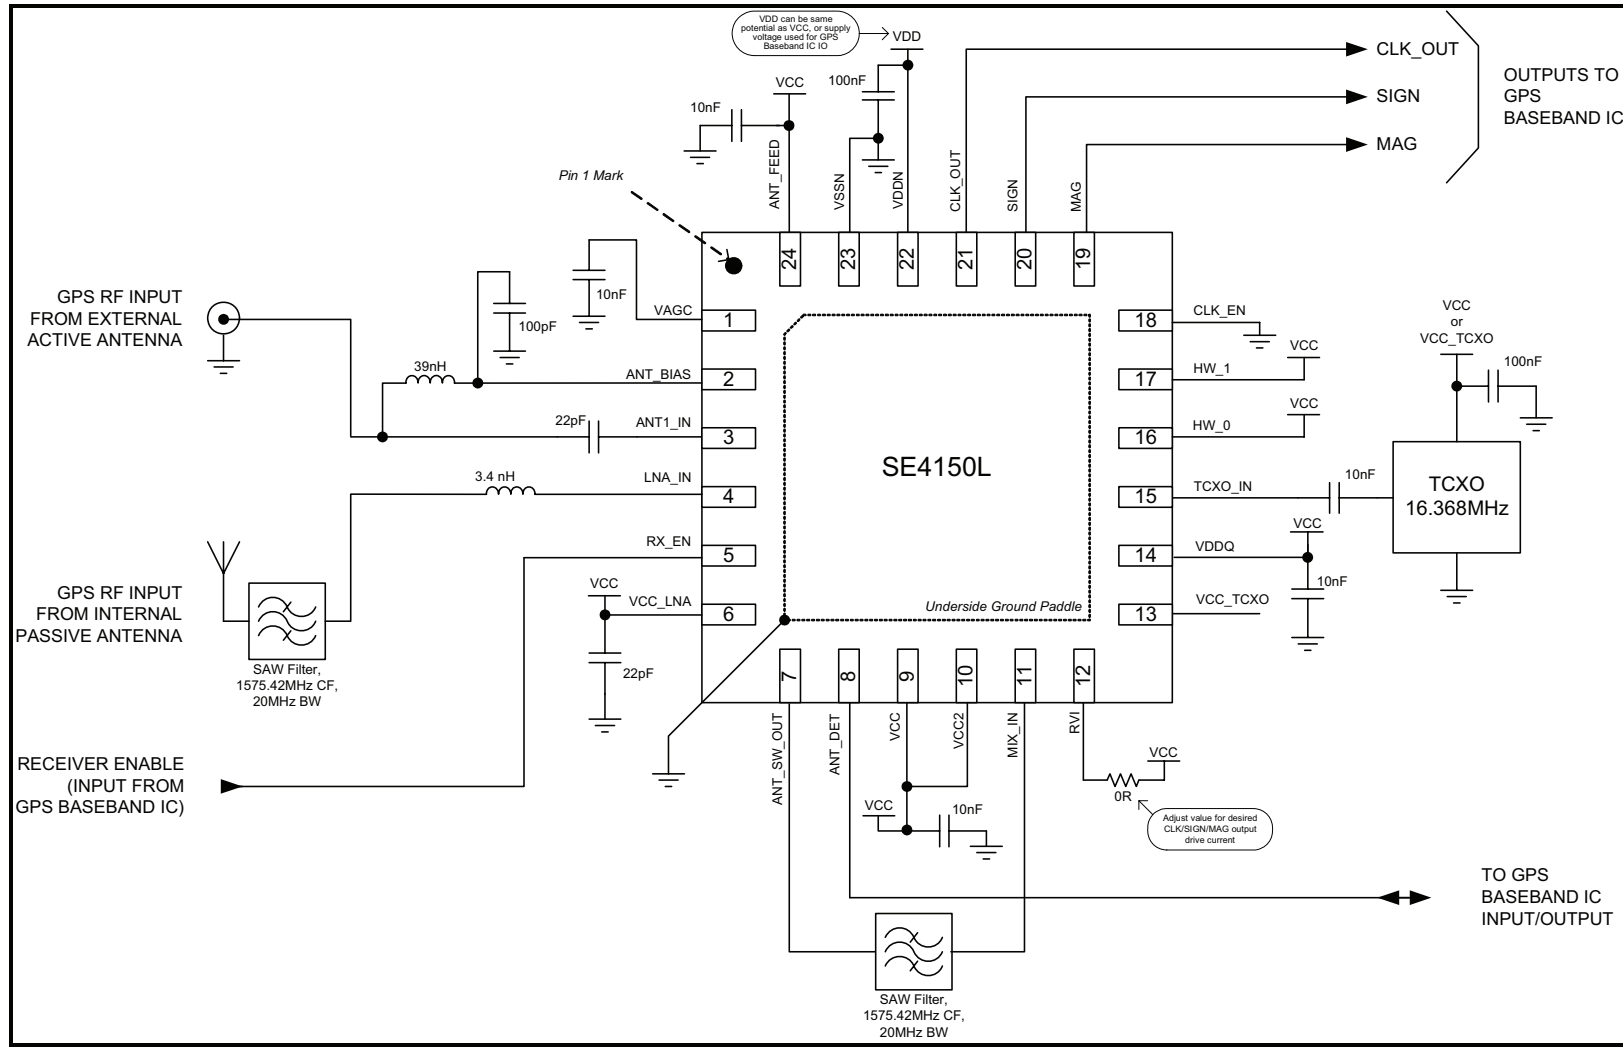 VDD can be same
potential as VCC, or supply
voltage used for GPS
Baseband IC IO
VDD
100nF
VCC
10nF
ANT_FEED
VSSN
VDDN
CLK_OUT
SIGN
MAG
CLK_OUT
SIGN
MAG
OUTPUTS TO
GPS
BASEBAND IC
Pin 1 Mark
24
23
22
21
20
19
GPS RF INPUT
FROM EXTERNAL
ACTIVE ANTENNA
100pF
10nF
39nH
22pF
3.4 nH
VAGC
1
ANT_BIAS
2
ANT1_IN
3
LNA_IN
4
RX_EN
5
VCC
VCC_LNA
6
22pF
SE4150L
Underside Ground Paddle
18
CLK_EN
17
HW_1
VCC
16
HW_0
VCC
15
TCXO_IN
10nF
14
VDDQ
VCC
10nF
13
VCC_TCXO
VCC
or
VCC_TCXO
100nF
TCXO
16.368MHz
GPS RF INPUT
FROM INTERNAL
PASSIVE ANTENNA
SAW Filter,
1575.42MHz CF,
20MHz BW
RECEIVER ENABLE
(INPUT FROM
GPS BASEBAND IC)
7
8
9
10
11
12
ANT_SW_OUT
ANT_DET
VCC
VCC2
MIX_IN
RVI
VCC
10nF
VCC
0R
Adjust value for desired
CLK/SIGN/MAG output
drive current
TO GPS
BASEBAND IC
INPUT/OUTPUT
SAW Filter,
1575.42MHz CF,
20MHz BW